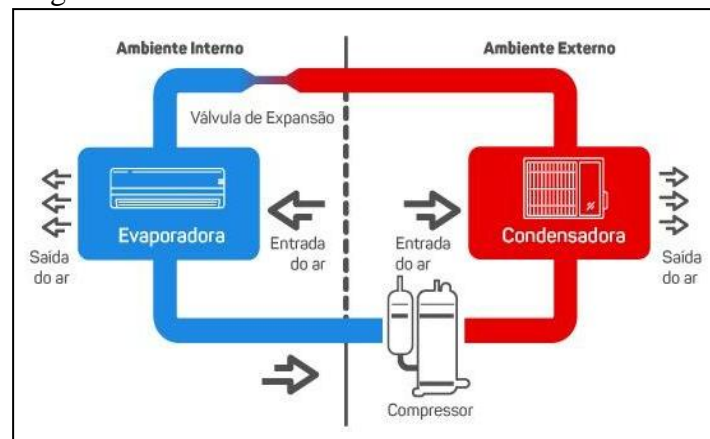 Ambiente Interno
Ambiente Externo
Válvula de Expansão
Evaporadora
Condensadora
Entrada
do ar
Entrada
do ar
Saída
do ar
Saída
do ar
Compressor